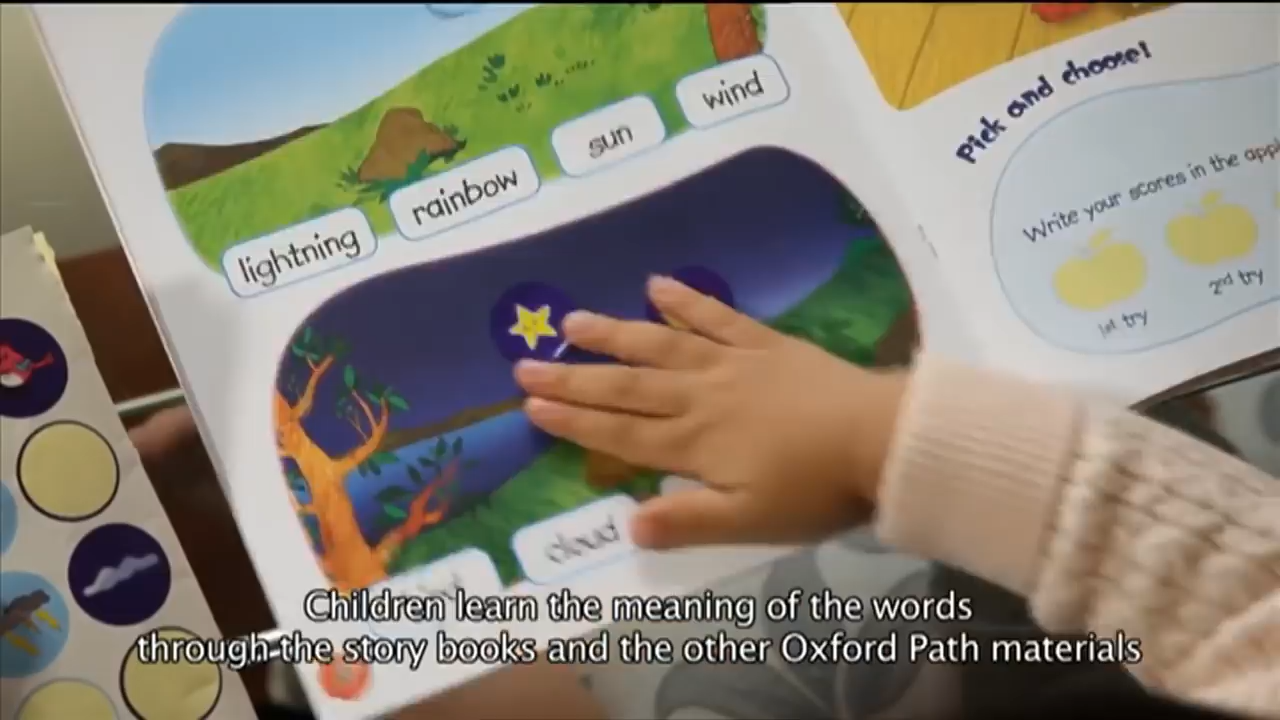 wind
sun
rainbow
lightning
Pick and choose!
Write your scores in the
1st try
2nd try
cloud
Children learn the meaning of the words
through the story books and the other Oxford Path materials